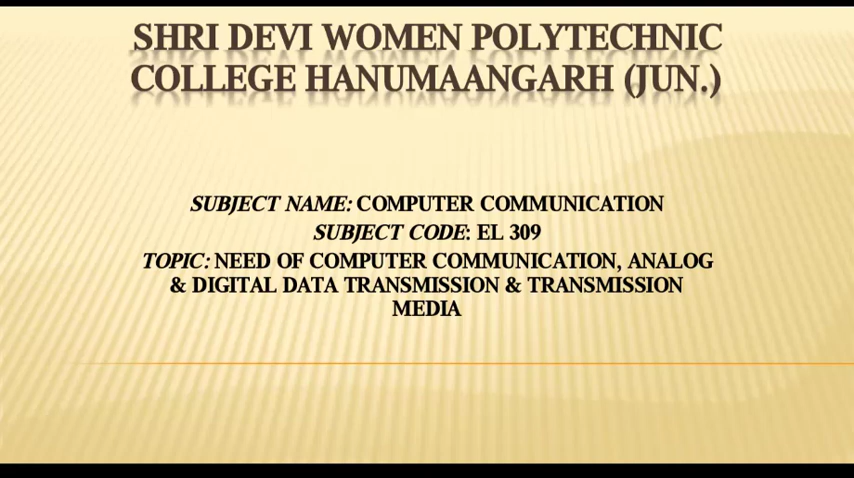 SHRI DEVI WOMEN POLYTECHNIC
COLLEGE HANUMAANGARH (JUN.)
SUBJECT NAME: COMPUTER COMMUNICATION
SUBJECT CODE: EL 309
TOPIC: NEED OF COMPUTER COMMUNICATION, ANALOG
& DIGITAL DATA TRANSMISSION & TRANSMISSION
MEDIA